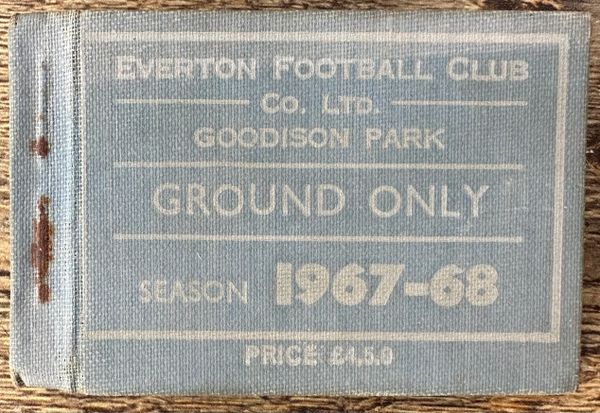 EVERTON FOOTBALL CLUB
CO. LTD.
GOODISON PARK
GROUND ONLY
SEASON 1967-68
PRICE £4.5.0